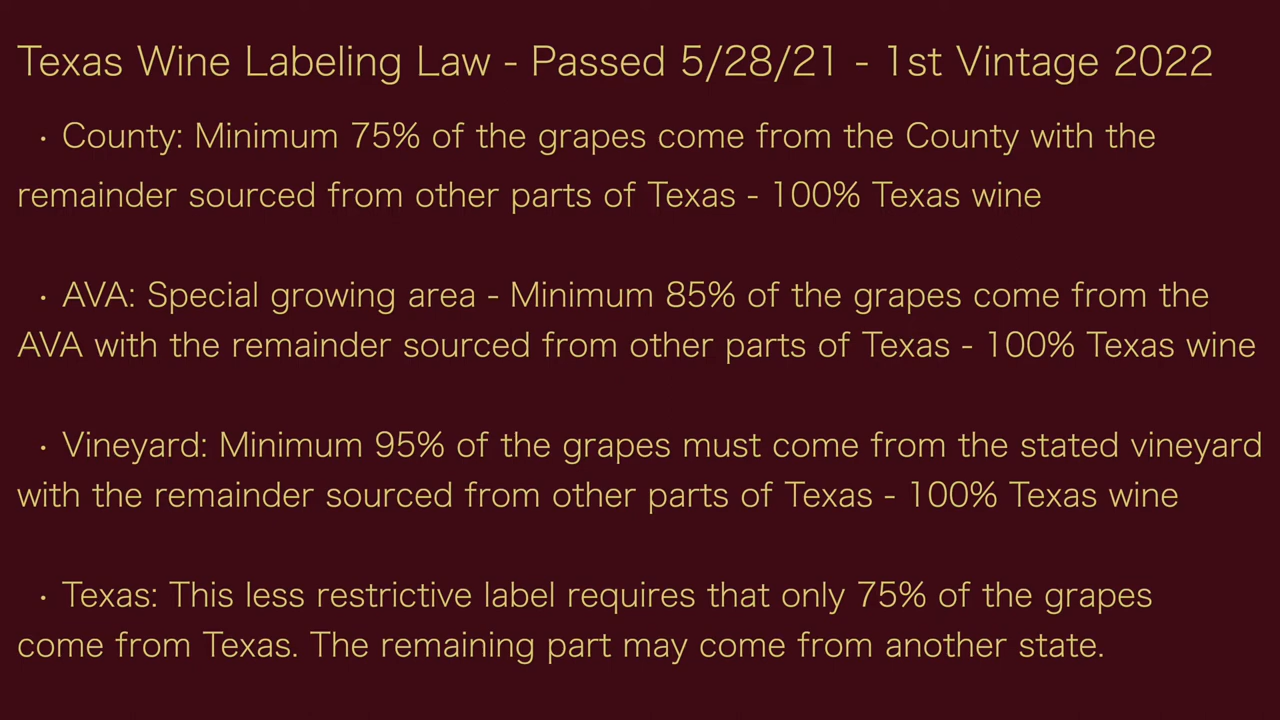 Texas Wine Labeling Law - Passed 5/28/21 - 1st Vintage 2022
• County: Minimum 75% of the grapes come from the County with the
remainder sourced from other parts of Texas - 100% Texas wine
• AVA: Special growing area - Minimum 85% of the grapes come from the
AVA with the remainder sourced from other parts of Texas - 100% Texas wine
• Vineyard: Minimum 95% of the grapes must come from the stated vineyard
with the remainder sourced from other parts of Texas - 100% Texas wine
• Texas: This less restrictive label requires that only 75% of the grapes
come from Texas. The remaining part may come from another state.